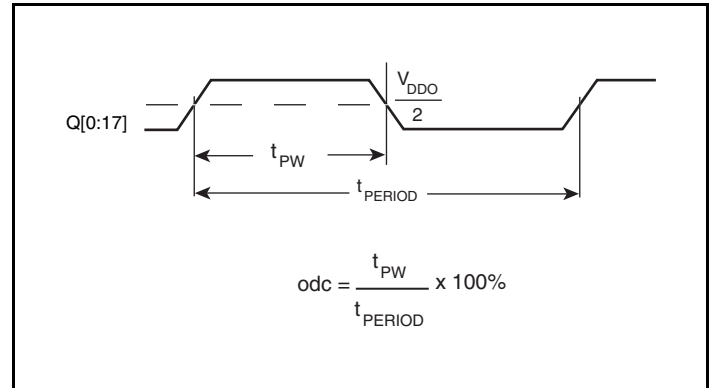 V_DDO
2
Q[0:17]
t_PW
t_PERIOD
t_PW
odc = x 100%
t_PERIOD